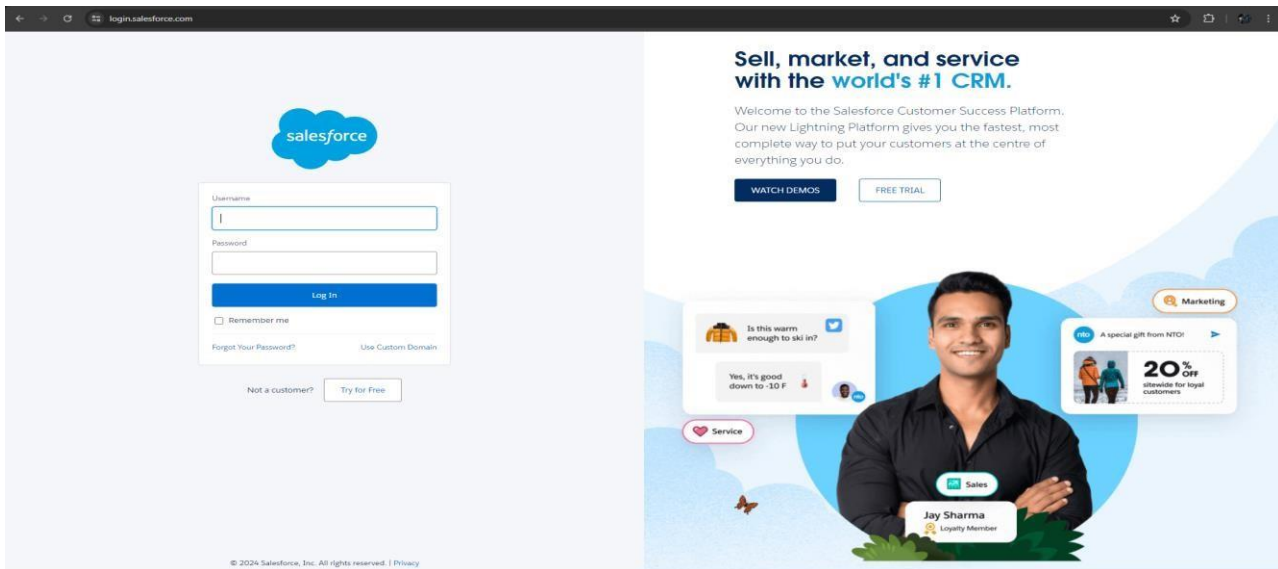 login.salesforce.com
salesforce
Username
Password
Log In
Remember me
Forgot Your Password?
Use Custom Domain
Not a customer?
Try for Free
© 2024 Salesforce, Inc. All rights reserved. | Privacy
Sell, market, and service
with the world's #1 CRM.
Welcome to the Salesforce Customer Success Platform.
Our new Lightning Platform gives you the fastest, most
complete way to put your customers at the centre of
everything you do.
WATCH DEMOS
FREE TRIAL
Is this warm
enough to ski in?
Yes, it's good
down to -10 F
nto
Service
Marketing
nto
A special gift from NTO!
20% OFF
sitewide for loyal
customers
Sales
Jay Sharma
Loyalty Member